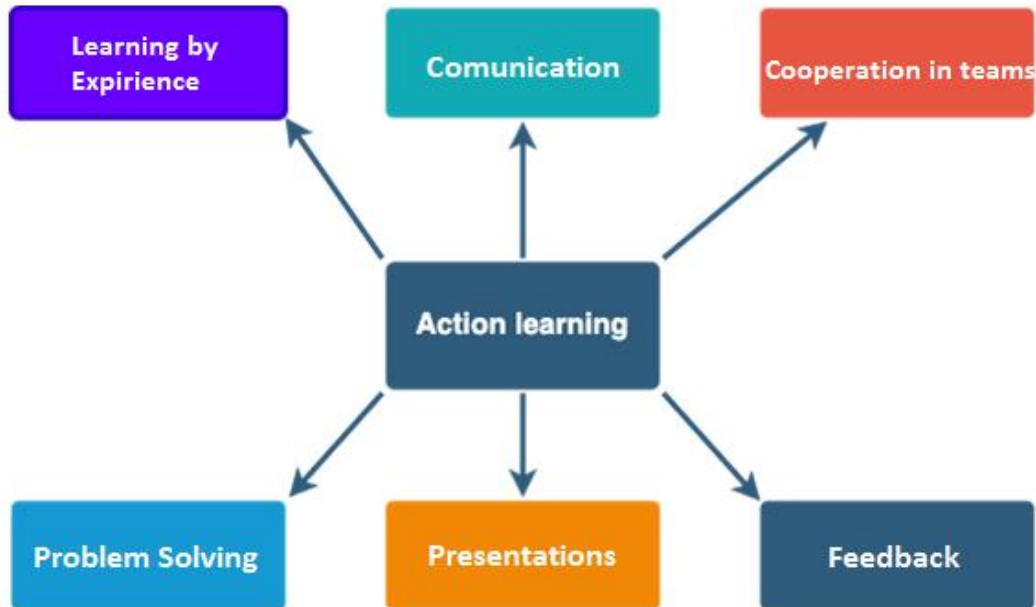 Learning by
Expirience
Comunication
Cooperation in teams
Action learning
Problem Solving
Presentations
Feedback